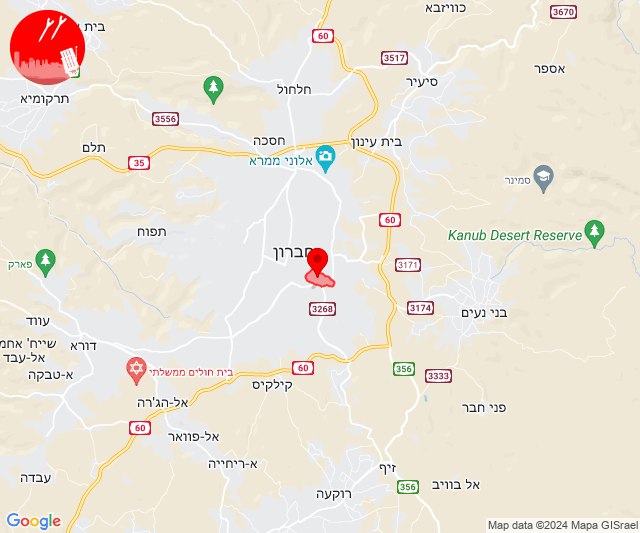 כוויזבא
3670
בית
60
3517
אספר
סעיר
חלחול
תרקומיא
3556
חסכה
בית עינון
תלם
35
אלוני ממרא
סמינר
60
תפוח
Kanub Desert Reserve
חברון
פארק
3171
3268
3174
בני נעים
עווד
שייח' אחמ
אל-עבד
דורא
א-טבקה
בית חולים ממשלתי
60
356
3333
קילקיס
אל-הג'רה
פני חבר
60
אל-פוואר
א-ריחייה
זיף
עבדה
אל בוויב
356
רוקעה
Google
Map data ©2024 Mapa GISrael